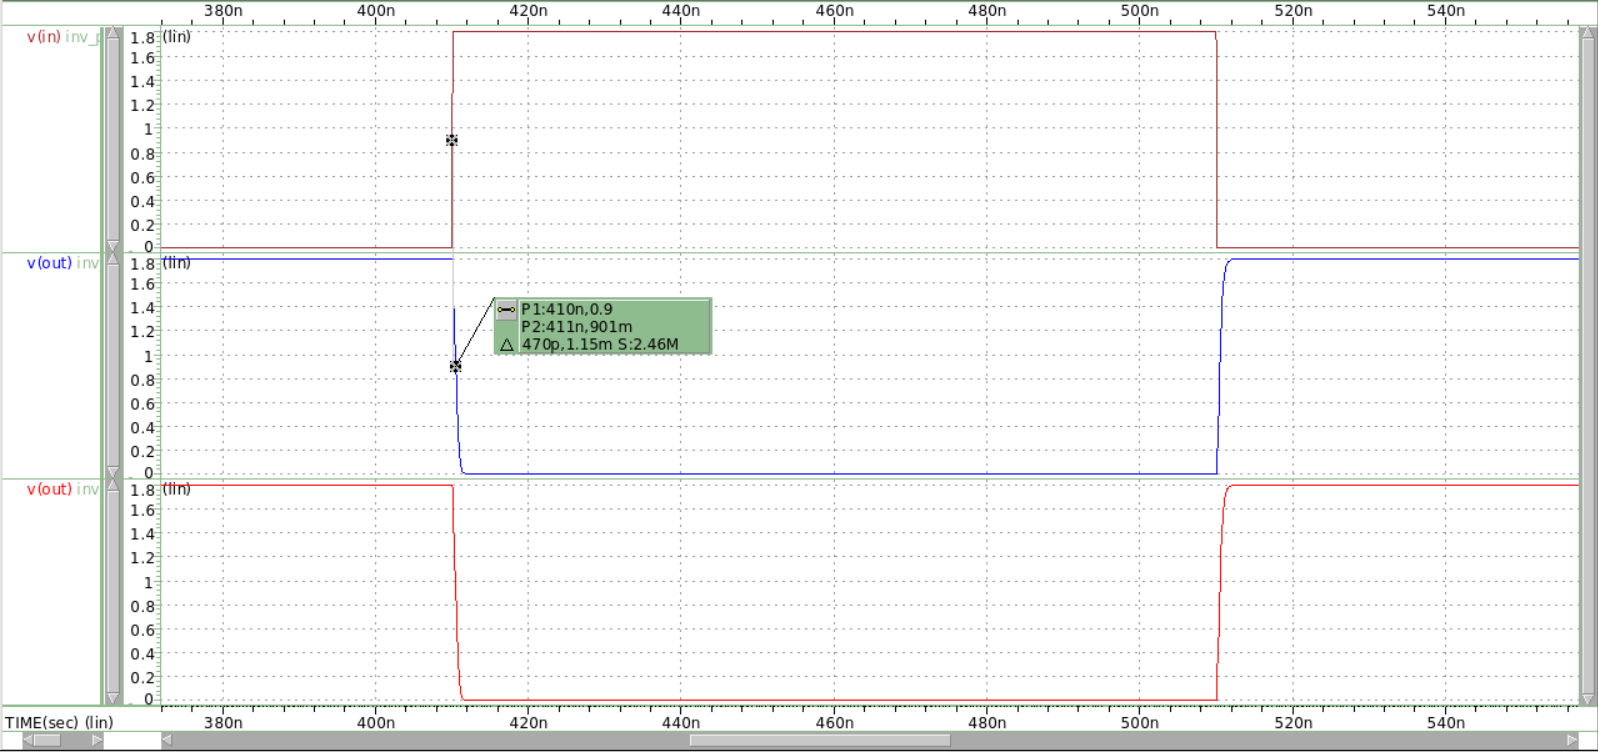 380n 400n 420n 440n 460n 480n 500n 520n 540n
v(in) inv_p
(lin)
1.8
1.6
1.4
1.2
1
0.8
0.6
0.4
0.2
0
v(out) inv
(lin)
1.8
1.6
1.4
1.2
1
0.8
0.6
0.4
0.2
0
P1:410n,0.9
P2:411n,901m
△ 470p,1.15m S:2.46M
v(out) inv
(lin)
1.8
1.6
1.4
1.2
1
0.8
0.6
0.4
0.2
0
TIME(sec) (lin)
380n 400n 420n 440n 460n 480n 500n 520n 540n